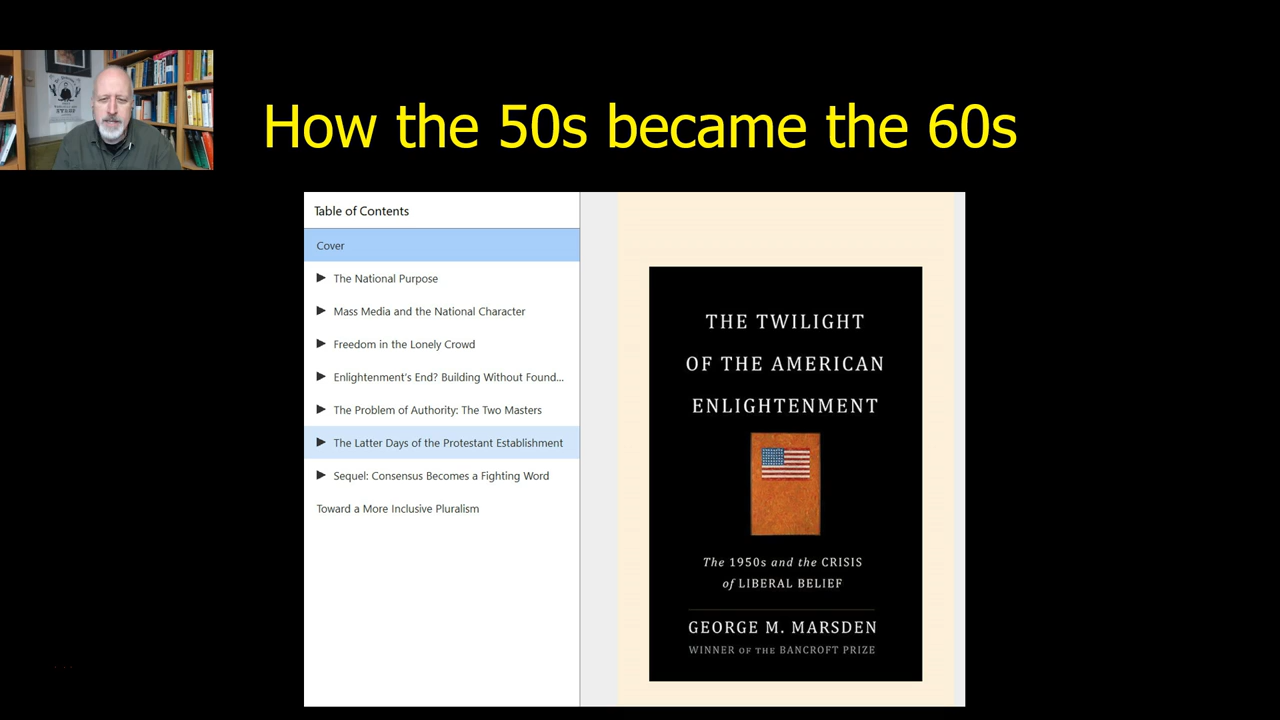 How the 50s became the 60s
Table of Contents
Cover
The National Purpose
Mass Media and the National Character
Freedom in the Lonely Crowd
Enlightenment's End? Building Without Found...
The Problem of Authority: The Two Masters
The Latter Days of the Protestant Establishment
Sequel: Consensus Becomes a Fighting Word
Toward a More Inclusive Pluralism
THE TWILIGHT
OF THE AMERICAN
ENLIGHTENMENT
The 1950s and the CRISIS
of LIBERAL BELIEF
GEORGE M. MARSDEN
WINNER OF THE BANCROFT PRIZE